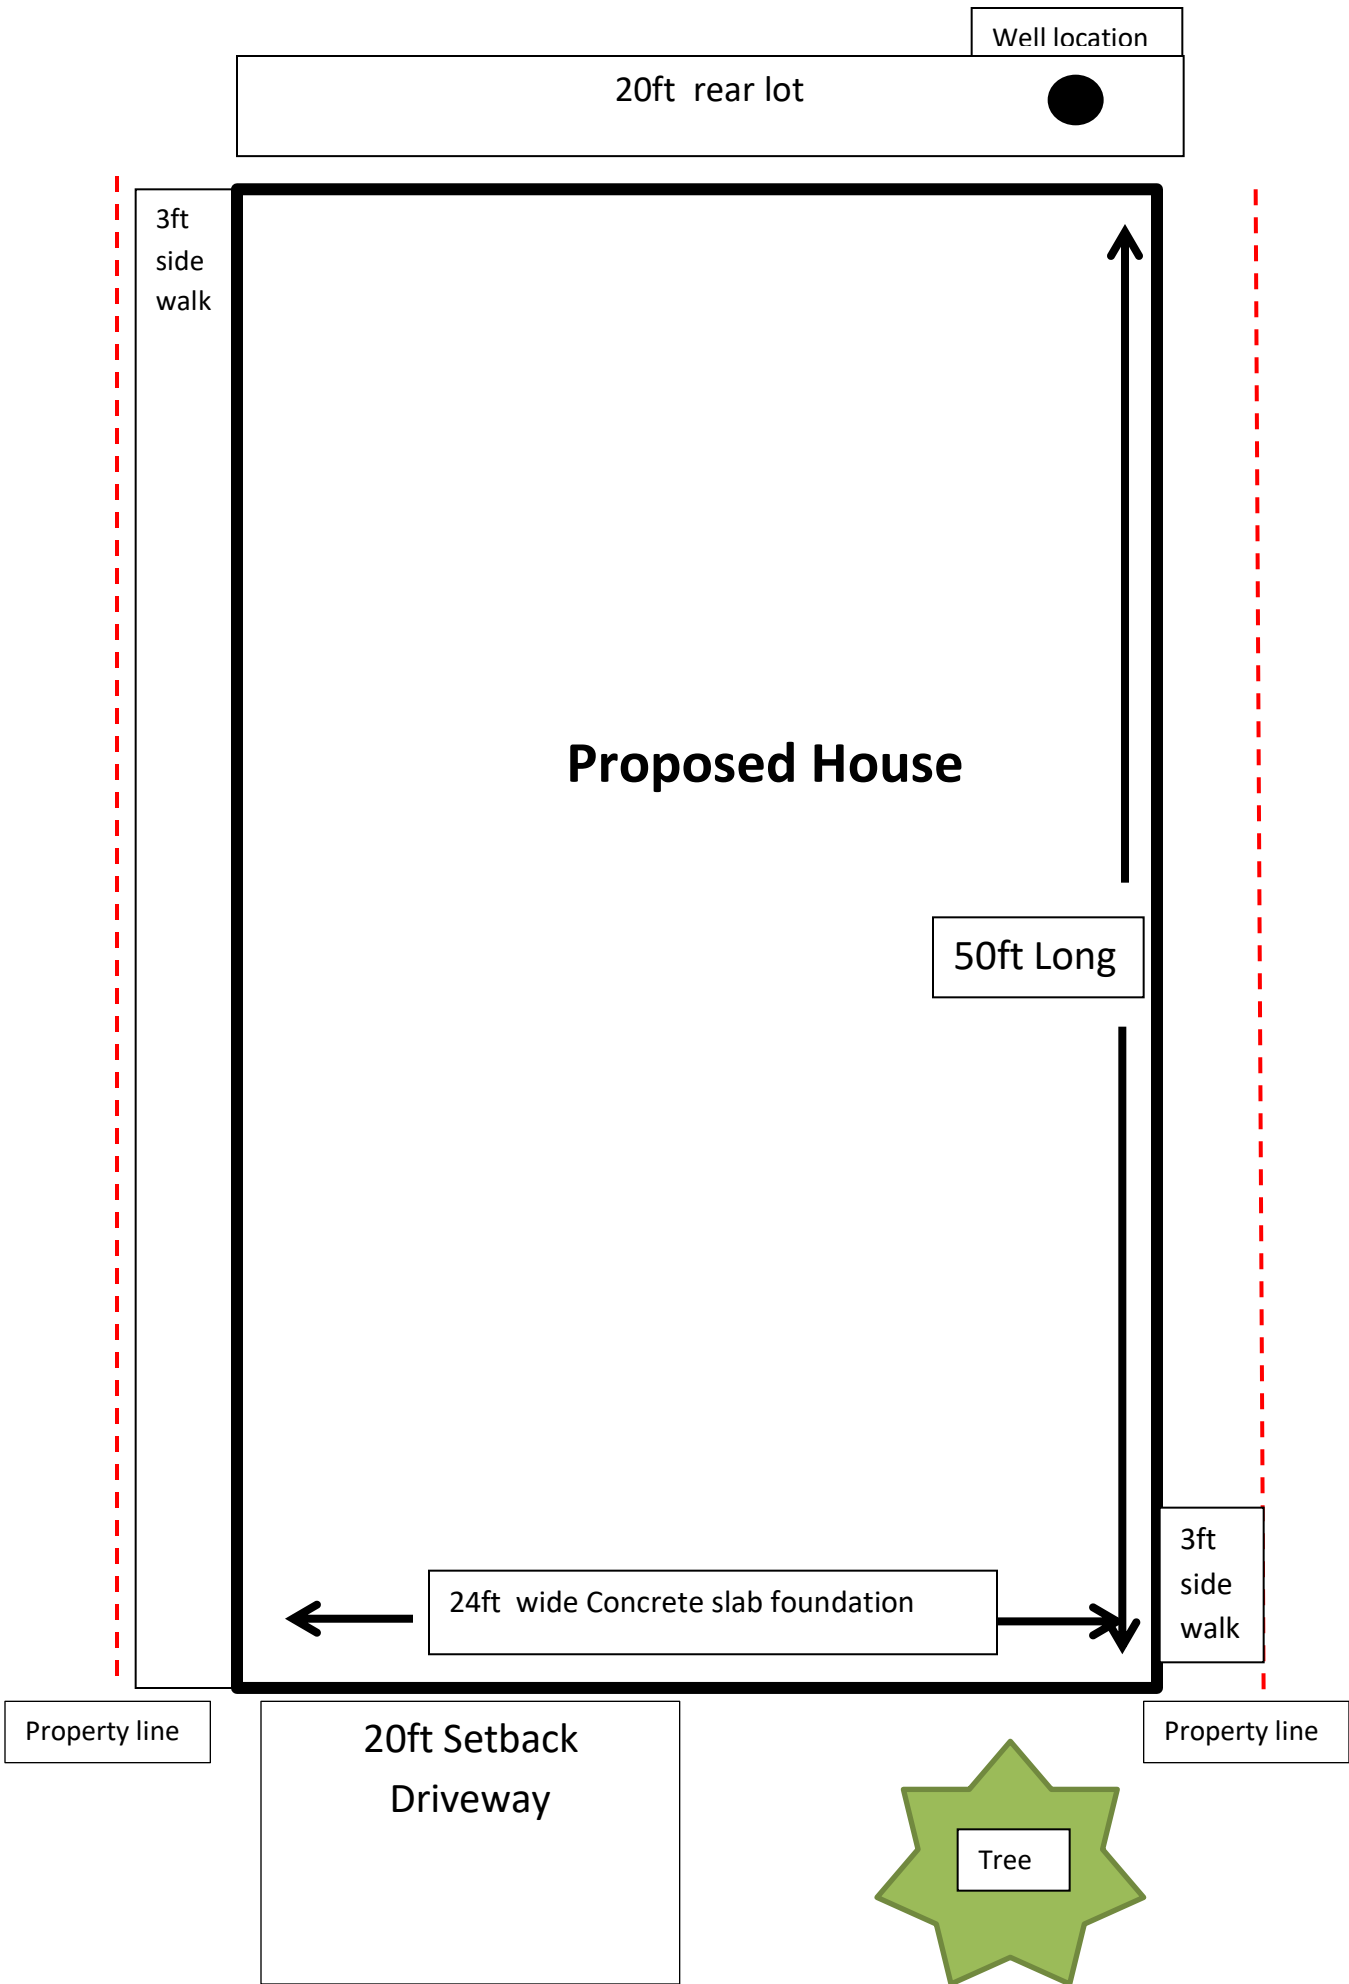 Well location
20ft  rear lot
3ft
side
walk
Proposed House
50ft Long
3ft
side
walk
24ft  wide Concrete slab foundation
Property line
20ft Setback
Driveway
Property line
Tree